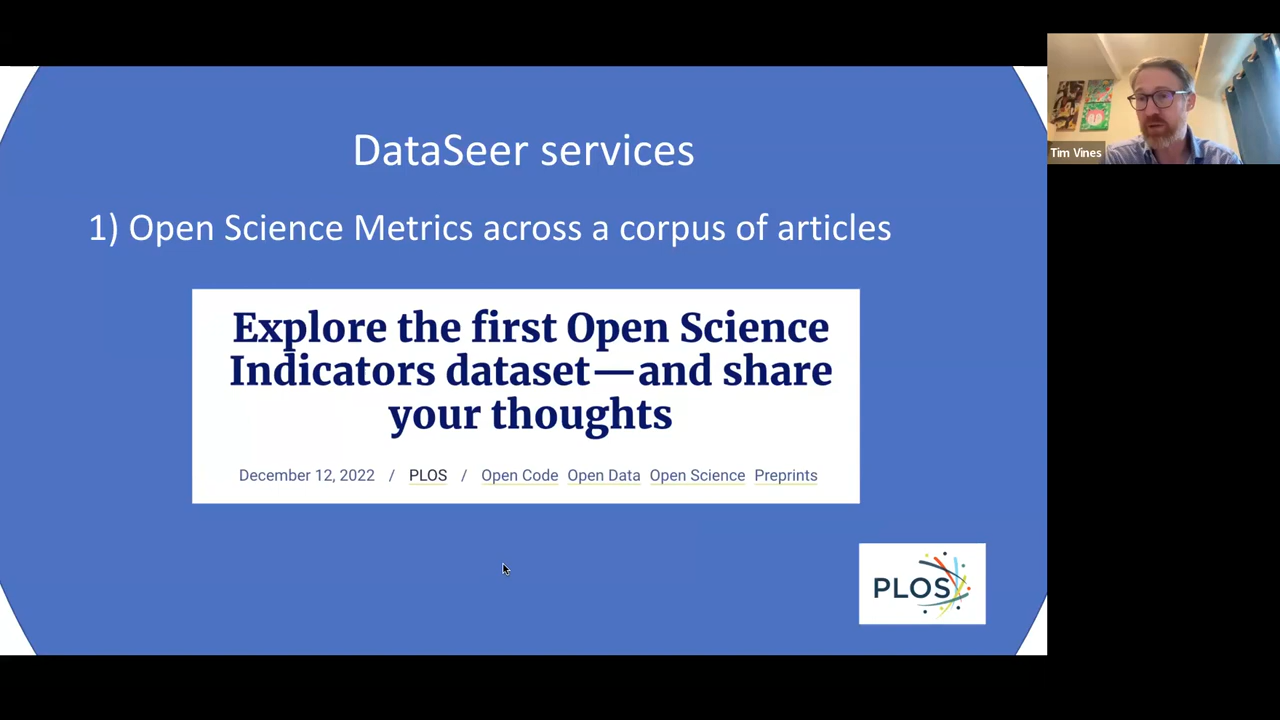 DataSeer services
1) Open Science Metrics across a corpus of articles
Explore the first Open Science
Indicators dataset—and share
your thoughts
December 12, 2022 / PLOS / Open Code Open Data Open Science Preprints
PLOS
Tim Vines